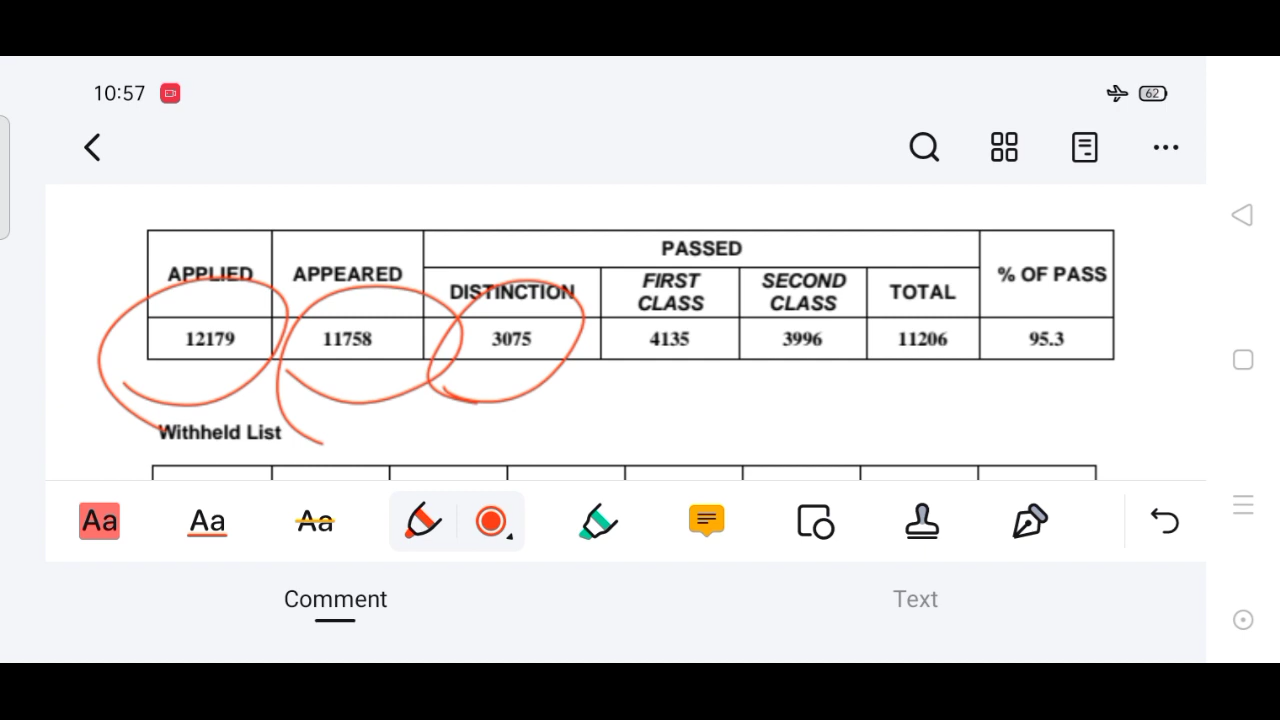 10:57
62
APPLIED APPEARED PASSED % OF PASS
DISTINCTION FIRST CLASS SECOND CLASS TOTAL
12179 11758 3075 4135 3996 11206 95.3
Withheld List
Aa Aa Aa
Comment Text